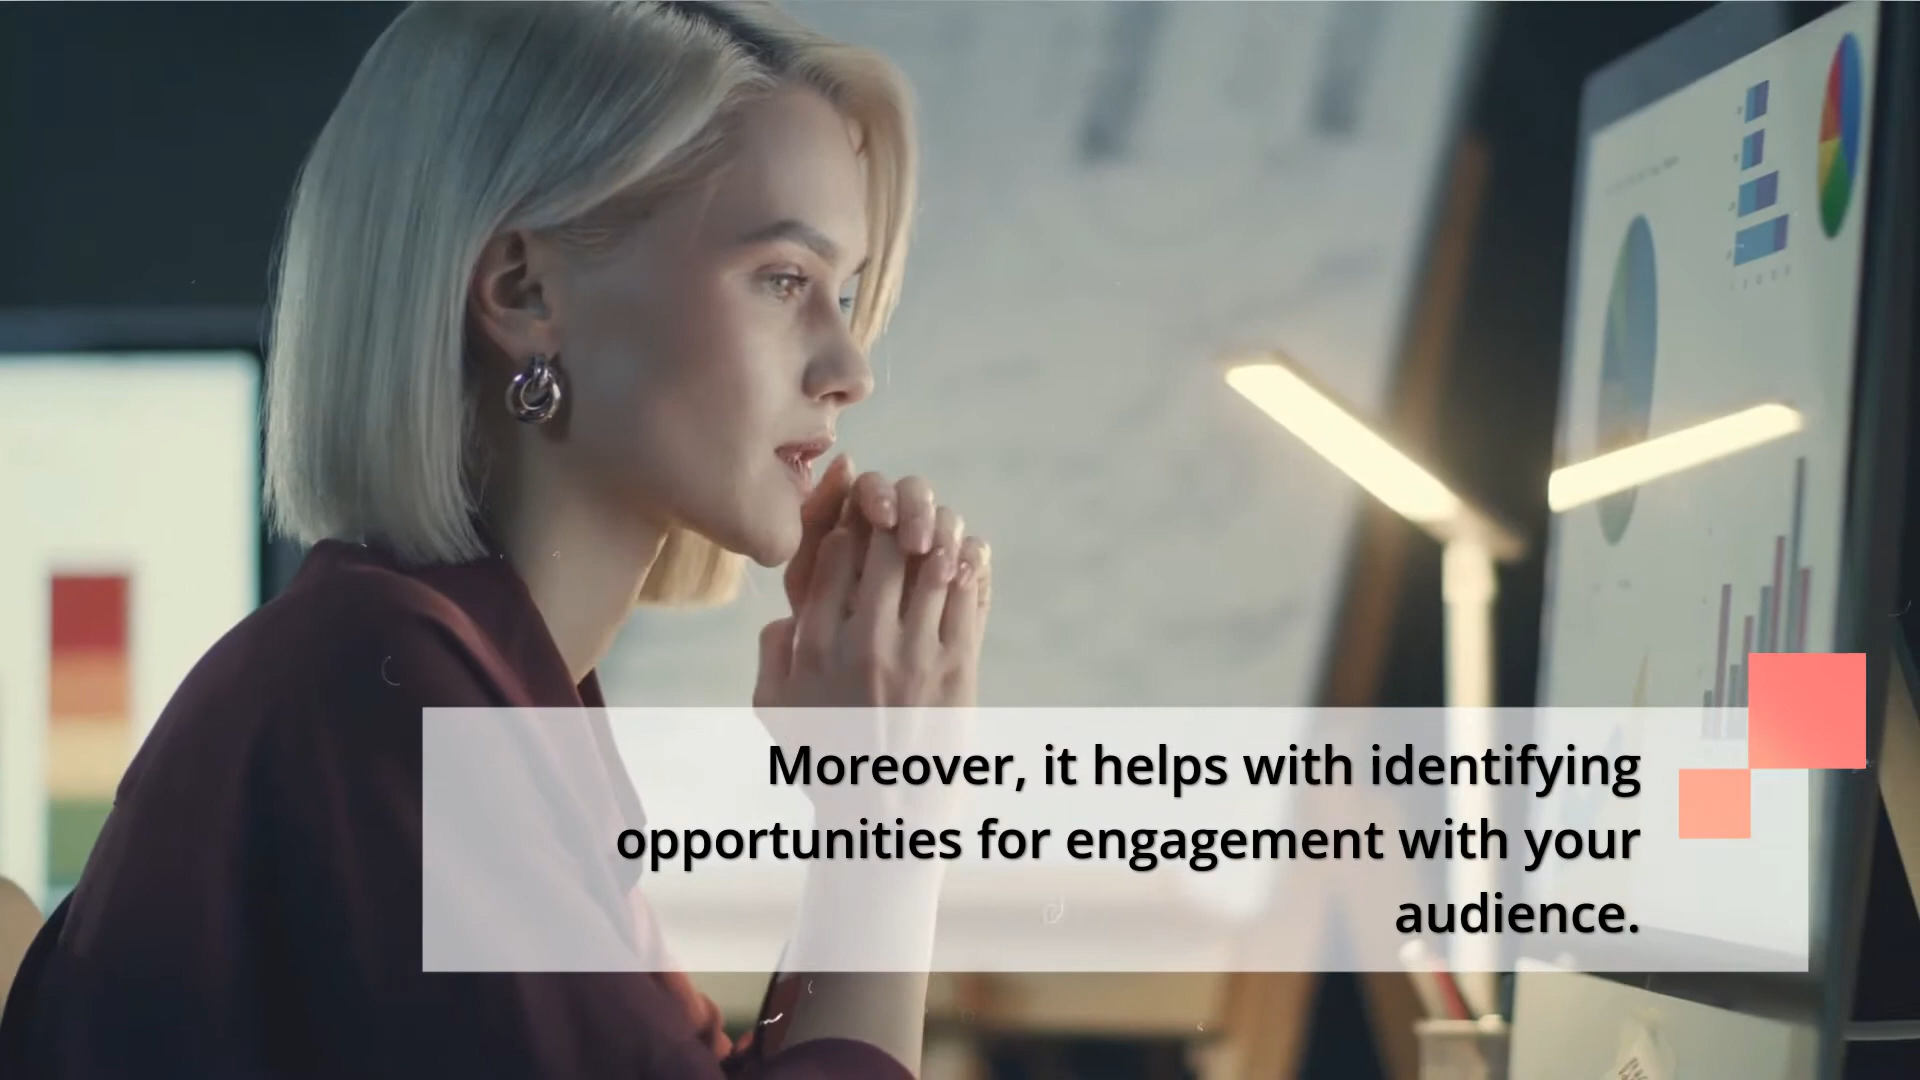 Moreover, it helps with identifying
opportunities for engagement with your
audience.